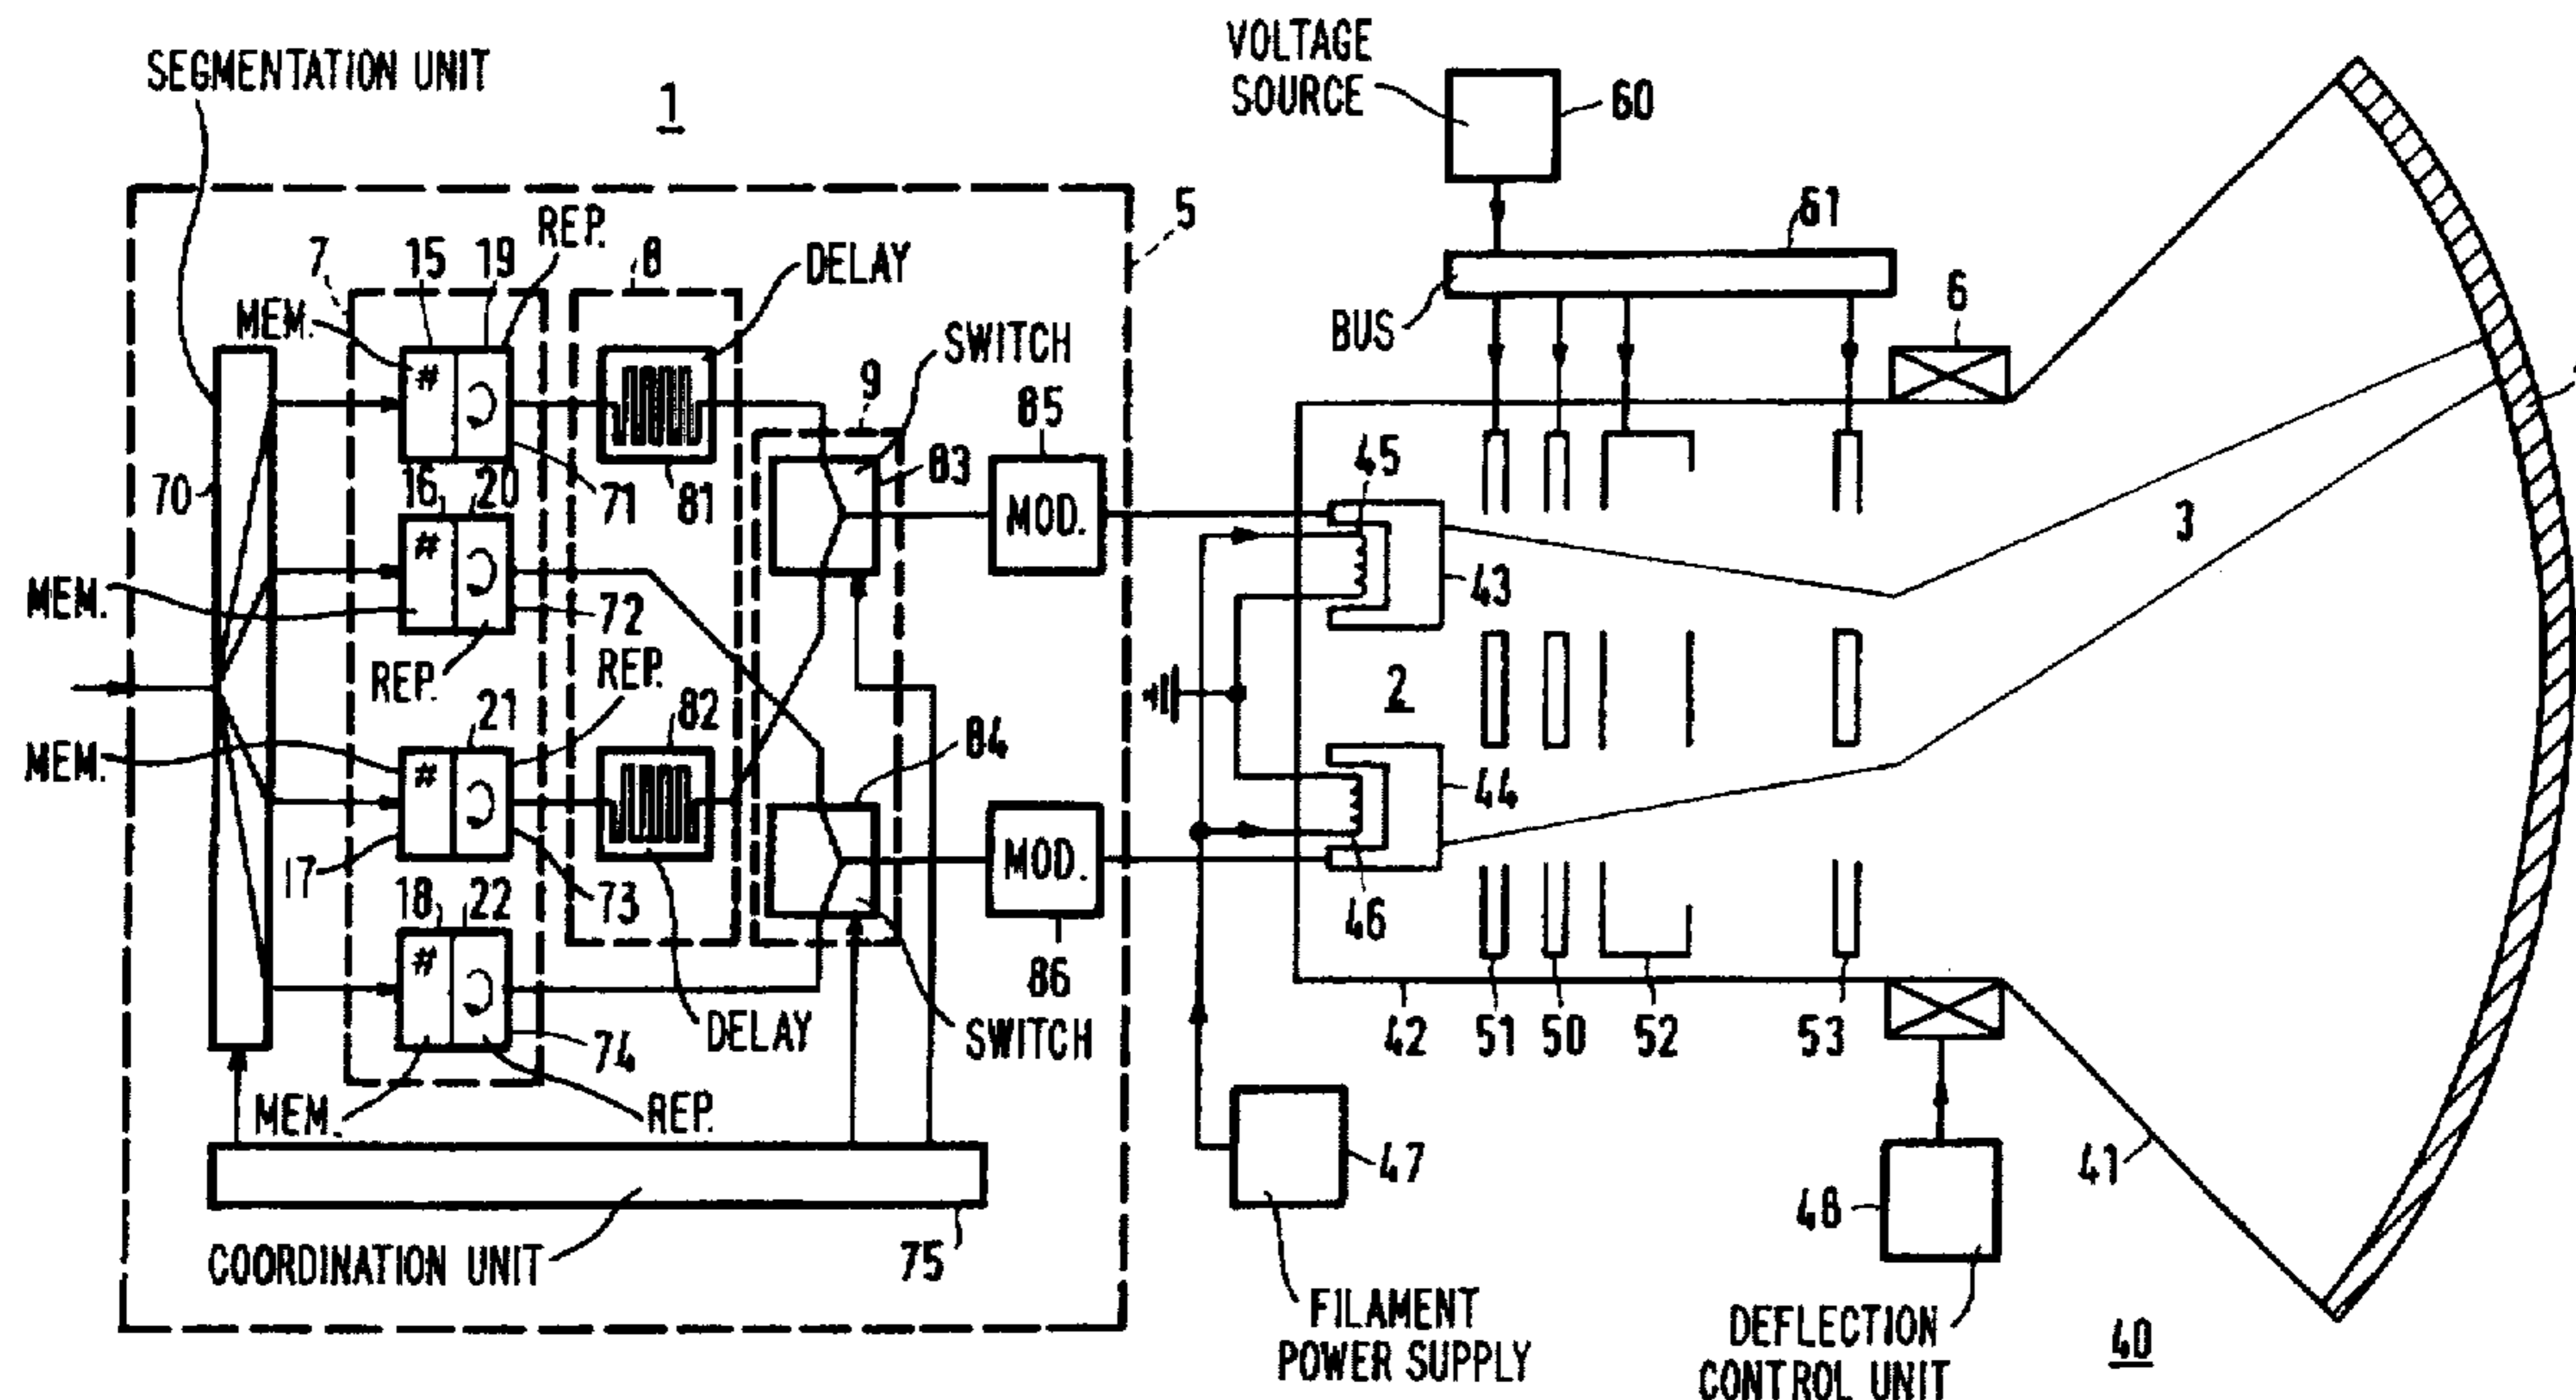 VOLTAGE
SOURCE
60
SEGMENTATION UNIT
1
5
61
REP.
7
15
19
8
DELAY
6
MEM.
BUS
SWITCH
#
9
85
45
70
83
16
20
71
81
MOD.
3
#
43
MEM.
72
REP.
REP.
2
21
82
84
MEM.
#
44
17
MOD.
18
22
73
46
#
86
DELAY
SWITCH
42
51
50
52
53
74
MEM.
REP.
47
41
48
COORDINATION UNIT
75
FILAMENT
POWER SUPPLY
DEFLECTION
CONTROL UNIT
40